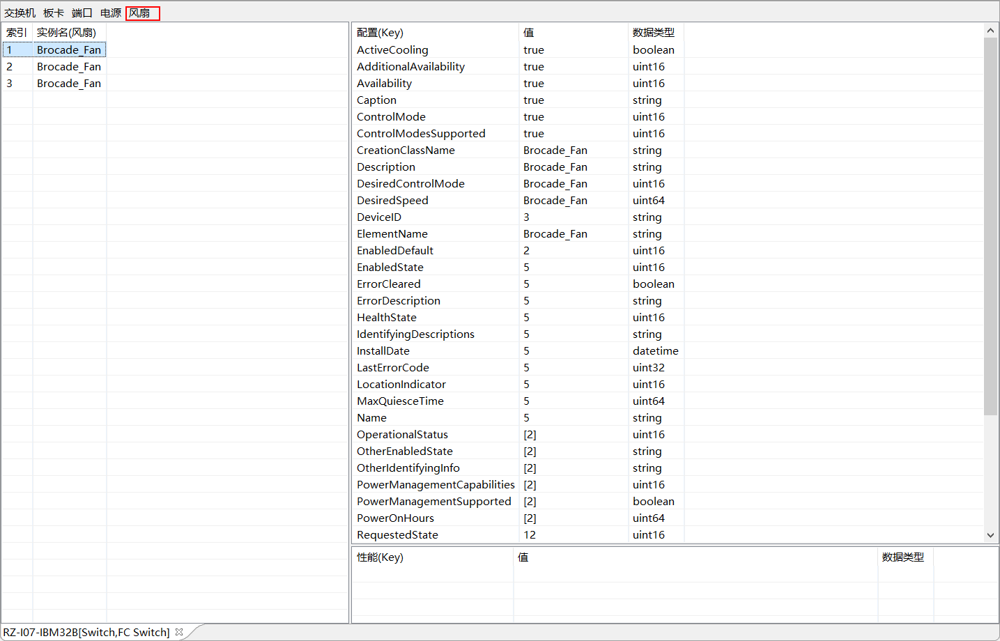 交换机 板卡 端口 电源 风扇
索引 实例名(风扇)
1 Brocade_Fan
2 Brocade_Fan
3 Brocade_Fan
配置(Key) 值 数据类型
ActiveCooling true boolean
AdditionalAvailability true uint16
Availability true uint16
Caption true string
ControlMode true uint16
ControlModesSupported true uint16
CreationClassName Brocade_Fan string
Description Brocade_Fan string
DesiredControlMode Brocade_Fan uint16
DesiredSpeed Brocade_Fan uint64
DeviceID 3 string
ElementName Brocade_Fan string
EnabledDefault 2 uint16
EnabledState 5 uint16
ErrorCleared 5 boolean
ErrorDescription 5 string
HealthState 5 uint16
IdentifyingDescriptions 5 string
InstallDate 5 datetime
LastErrorCode 5 uint32
LocationIndicator 5 uint16
MaxQuiesceTime 5 uint64
Name 5 string
OperationalStatus [2] uint16
OtherEnabledState [2] string
OtherIdentifyingInfo [2] string
PowerManagementCapabilities [2] uint16
PowerManagementSupported [2] boolean
PowerOnHours [2] uint64
RequestedState 12 uint16
性能(Key) 值 数据类型
RZ-I07-IBM32B[Switch,FC Switch]